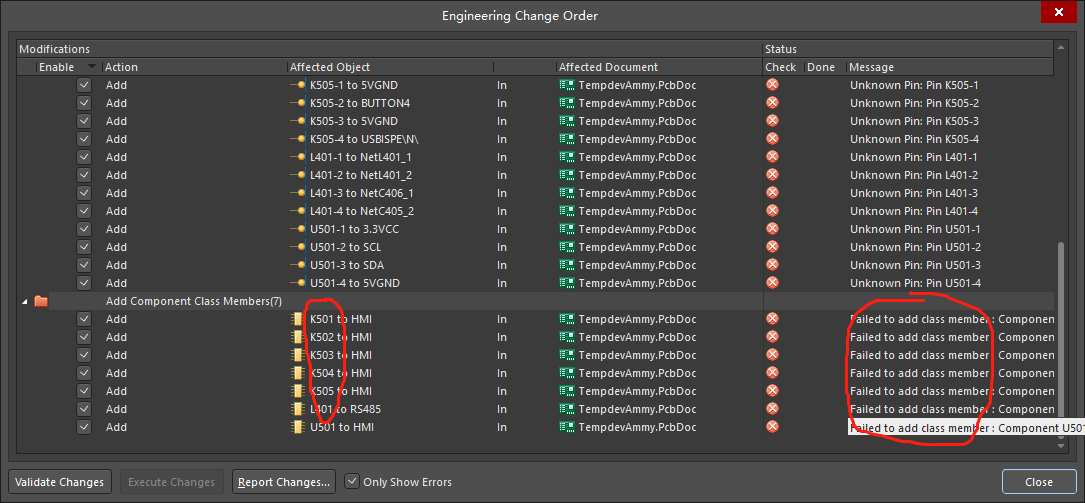 Engineering Change Order
Modifications Status
Enable Action Affected Object Affected Document Check Done Message
Add K505-1 to 5VGND In TempdevAmmy.PcbDoc Unknown Pin: Pin K505-1
Add K505-2 to BUTTON4 In TempdevAmmy.PcbDoc Unknown Pin: Pin K505-2
Add K505-3 to 5VGND In TempdevAmmy.PcbDoc Unknown Pin: Pin K505-3
Add K505-4 to USBISPE\N\ In TempdevAmmy.PcbDoc Unknown Pin: Pin K505-4
Add L401-1 to NetL401_1 In TempdevAmmy.PcbDoc Unknown Pin: Pin L401-1
Add L401-2 to NetL401_2 In TempdevAmmy.PcbDoc Unknown Pin: Pin L401-2
Add L401-3 to NetC406_1 In TempdevAmmy.PcbDoc Unknown Pin: Pin L401-3
Add L401-4 to NetC405_2 In TempdevAmmy.PcbDoc Unknown Pin: Pin L401-4
Add U501-1 to 3.3VCC In TempdevAmmy.PcbDoc Unknown Pin: Pin U501-1
Add U501-2 to SCL In TempdevAmmy.PcbDoc Unknown Pin: Pin U501-2
Add U501-3 to SDA In TempdevAmmy.PcbDoc Unknown Pin: Pin U501-3
Add U501-4 to 5VGND In TempdevAmmy.PcbDoc Unknown Pin: Pin U501-4
Add Component Class Members(7)
Add K501 to HMI In TempdevAmmy.PcbDoc Failed to add class member : Component
Add K502 to HMI In TempdevAmmy.PcbDoc Failed to add class member : Component
Add K503 to HMI In TempdevAmmy.PcbDoc Failed to add class member : Component
Add K504 to HMI In TempdevAmmy.PcbDoc Failed to add class member : Component
Add K505 to HMI In TempdevAmmy.PcbDoc Failed to add class member : Component
Add L401 to RS485 In TempdevAmmy.PcbDoc Failed to add class member : Component
Add U501 to HMI In TempdevAmmy.PcbDoc Failed to add class member : Component U501
Validate Changes Execute Changes Report Changes... Only Show Errors Close